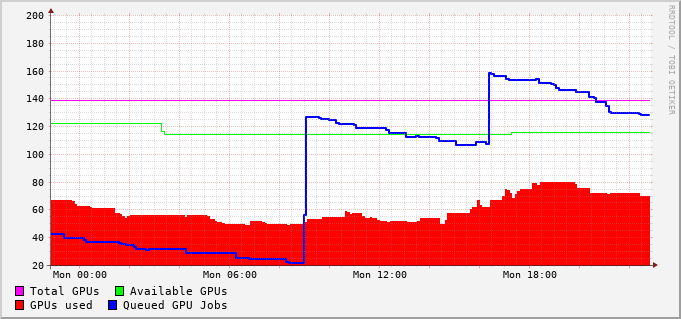 200
180
160
140
120
100
80
60
40
20
Mon 00:00 Mon 06:00 Mon 12:00 Mon 18:00
Total GPUs Available GPUs
GPUs used Queued GPU Jobs
RRDTOOL / TOBI OETIKER